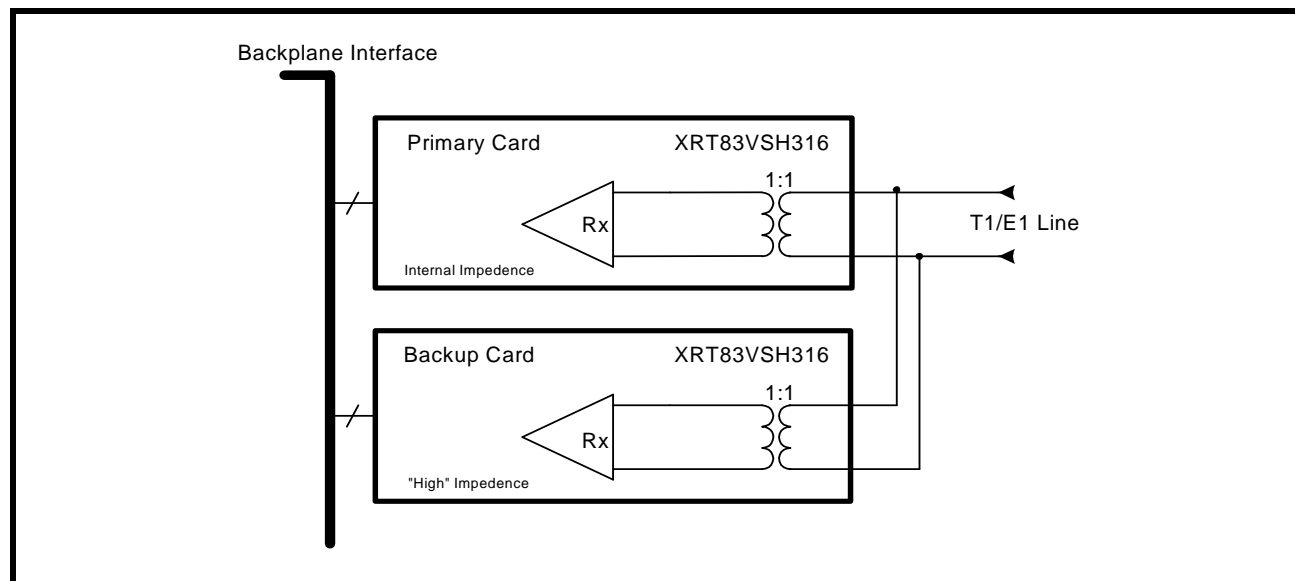 Backplane Interface
Primary Card XRT83VSH316
1:1
Rx
T1/E1 Line
Internal Impedence
Backup Card XRT83VSH316
1:1
Rx
"High" Impedence